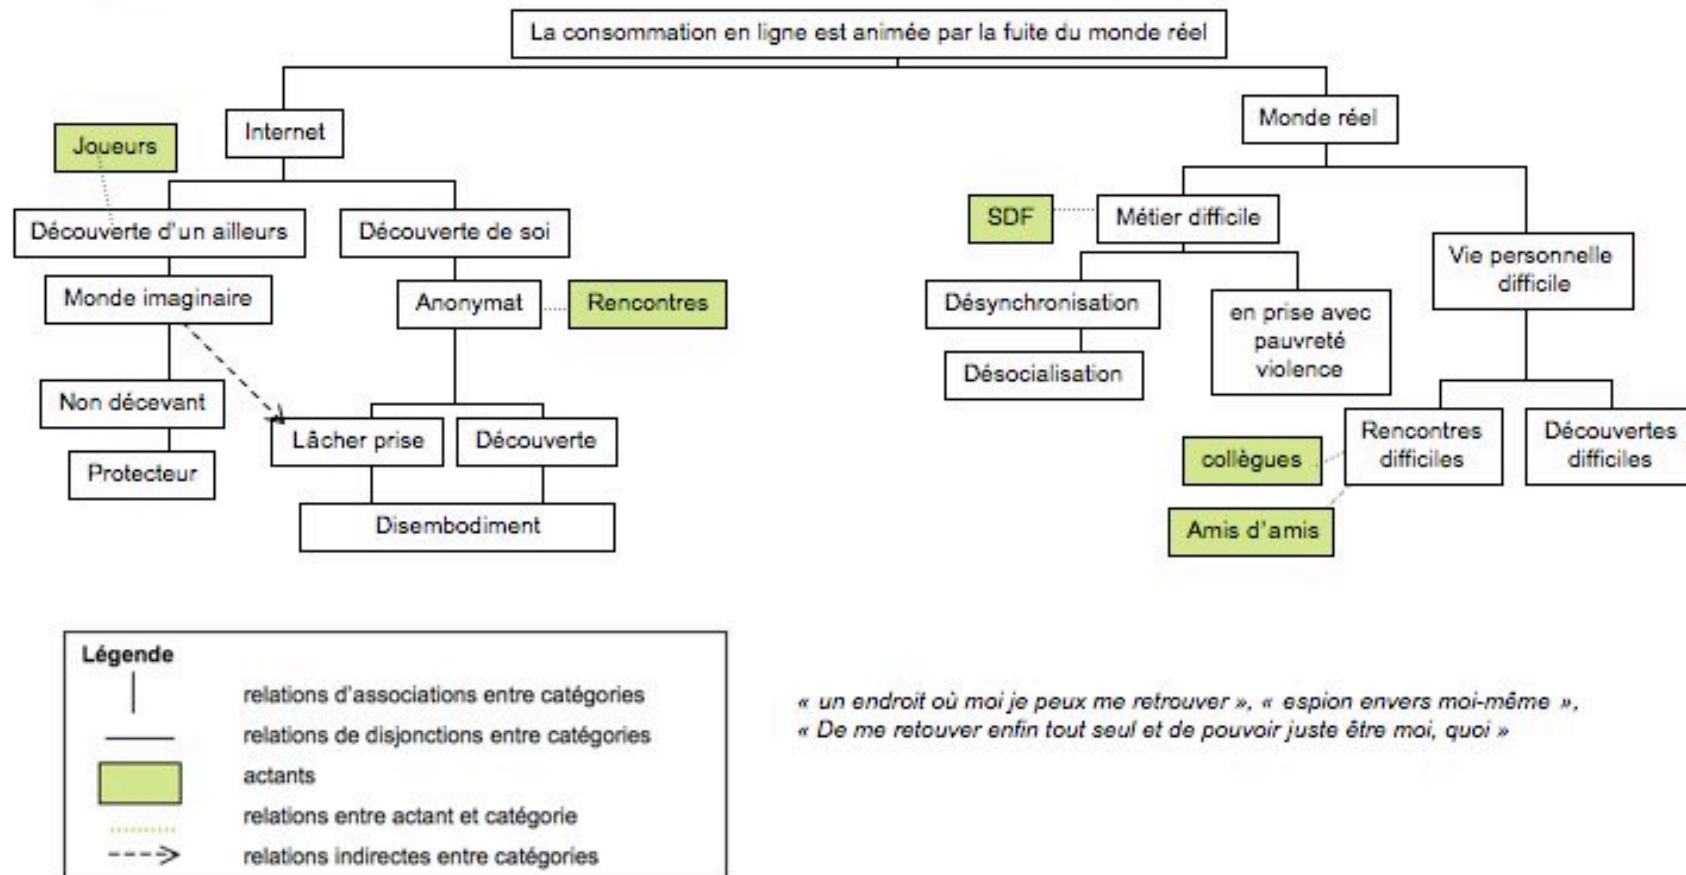 La consommation en ligne est animée par la fuite du monde réel
Internet
Monde réel
Joueurs
Découverte d'un ailleurs
Découverte de soi
SDF
Métier difficile
Vie personnelle
difficile
Monde imaginaire
Anonymat
Rencontres
Désynchronisation
en prise avec
pauvreté
violence
Désocialisation
Non décevant
Lâcher prise
Découverte
Protecteur
Rencontres
difficiles
Découvertes
difficiles
collègues
Amis d'amis
Disembodiment
Légende
relations d'associations entre catégories
relations de disjonctions entre catégories
actants
relations entre actant et catégorie
relations indirectes entre catégories
« un endroit où moi je peux me retrouver », « espion envers moi-même »,
« De me retouver enfin tout seul et de pouvoir juste être moi, quoi »